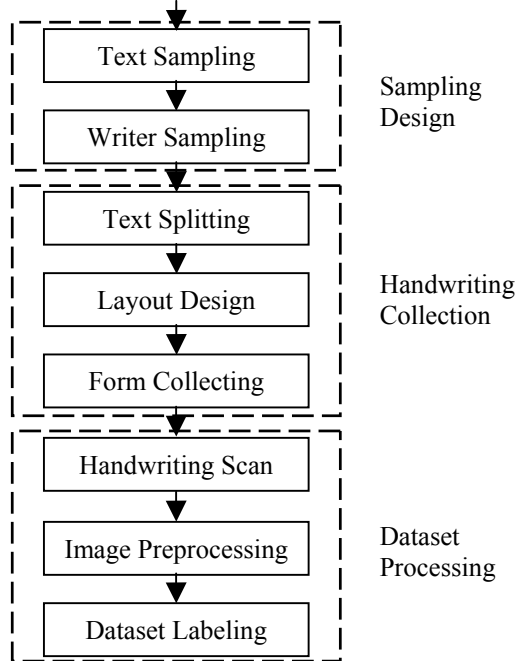 Text Sampling
Writer Sampling
Sampling
Design
Text Splitting
Layout Design
Form Collecting
Handwriting
Collection
Handwriting Scan
Image Preprocessing
Dataset Labeling
Dataset
Processing